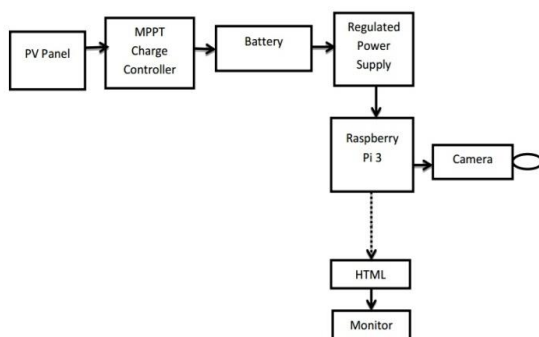 PV Panel
MPPT
Charge
Controller
Battery
Regulated
Power
Supply
Raspberry
Pi 3
Camera
HTML
Monitor